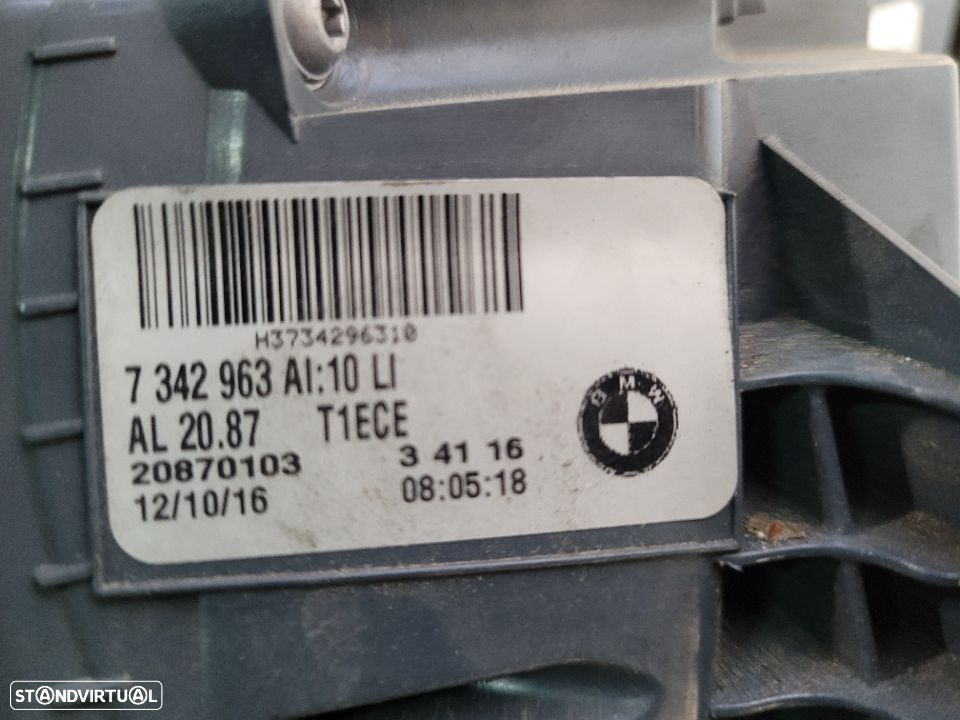 H3734296310
7 342 963 AI:10 LI
AL 20.87 T1ECE
20870103 3 41 16
12/10/16 08:05:18
BMW
STANDVIRTUAL